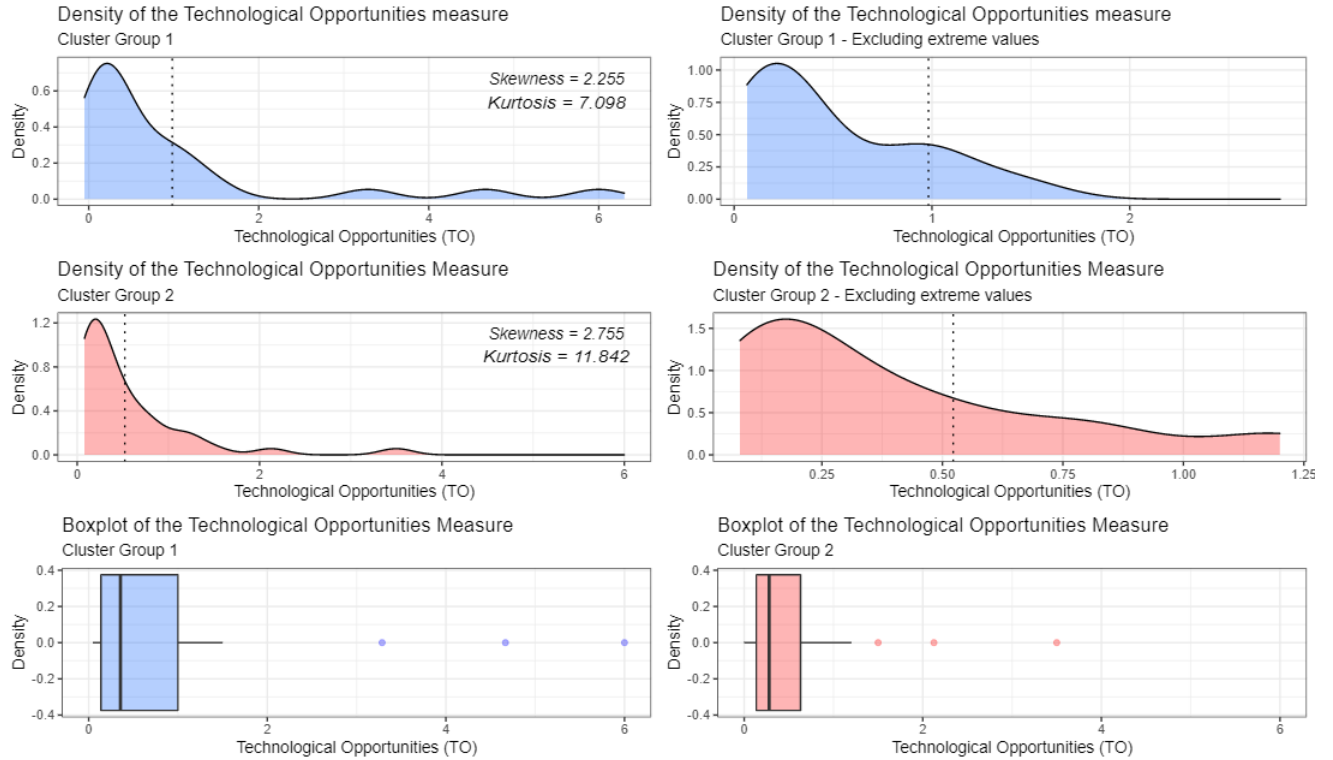 Density of the Technological Opportunities measure
Cluster Group 1
Skewness = 2.255
Kurtosis = 7.098
0.6
0.4
0.2
0.0
Density
0 2 4 6
Technological Opportunities (TO)
Density of the Technological Opportunities measure
Cluster Group 1 - Excluding extreme values
1.00
0.75
0.50
0.25
0.00
Density
0 1 2
Technological Opportunities (TO)
Density of the Technological Opportunities Measure
Cluster Group 2
Skewness = 2.755
Kurtosis = 11.842
1.2
0.8
0.4
0.0
Density
0 2 4 6
Technological Opportunities (TO)
Density of the Technological Opportunities Measure
Cluster Group 2 - Excluding extreme values
1.5
1.0
0.5
0.0
Density
0.25 0.50 0.75 1.00 1.25
Technological Opportunities (TO)
Boxplot of the Technological Opportunities Measure
Cluster Group 1
0.4
0.2
0.0
-0.2
-0.4
Density
0 2 4 6
Technological Opportunities (TO)
Boxplot of the Technological Opportunities Measure
Cluster Group 2
0.4
0.2
0.0
-0.2
-0.4
Density
0 2 4 6
Technological Opportunities (TO)